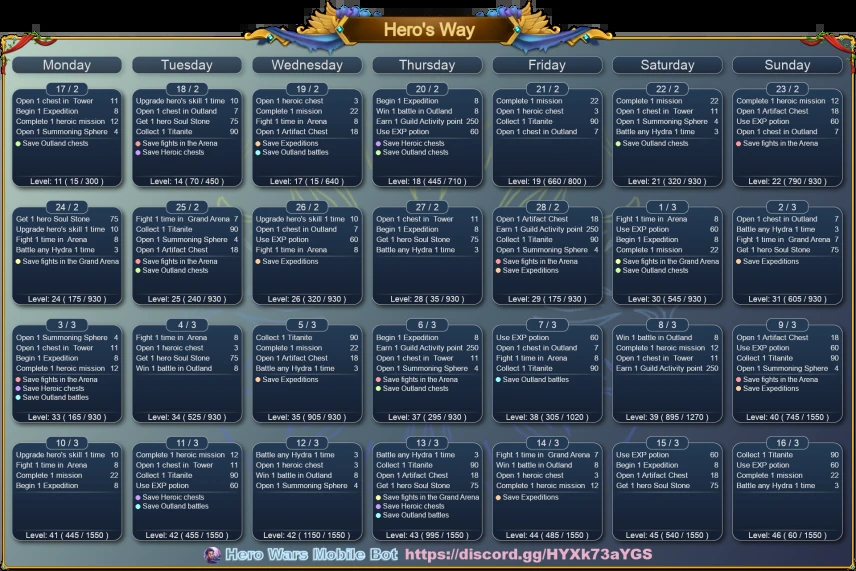 Hero's Way
Monday
Tuesday
Wednesday
Thursday
Friday
Saturday
Sunday
17 / 2
Open 1 chest in Tower 11
Begin 1 Expedition 8
Complete 1 heroic mission 12
Open 1 Summoning Sphere 4
Save Outland chests
Level: 11 ( 15 / 300 )
18 / 2
Upgrade hero's skill 1 time 10
Open 1 chest in Outland 7
Get 1 hero Soul Stone 75
Collect 1 Titanite 90
Save fights in the Arena
Save Heroic chests
Level: 14 ( 70 / 450 )
19 / 2
Open 1 heroic chest 3
Complete 1 mission 22
Fight 1 time in Arena 8
Open 1 Artifact Chest 18
Save Expeditions
Save Outland battles
Level: 17 ( 15 / 640 )
20 / 2
Begin 1 Expedition 8
Win 1 battle in Outland 8
Earn 1 Guild Activity point 250
Use EXP potion 60
Save Heroic chests
Save Outland chests
Level: 18 ( 445 / 710 )
21 / 2
Complete 1 mission 22
Open 1 heroic chest 3
Collect 1 Titanite 90
Open 1 chest in Outland 7
Level: 19 ( 660 / 800 )
22 / 2
Complete 1 mission 22
Open 1 chest in Tower 11
Open 1 Summoning Sphere 4
Battle any Hydra 1 time 3
Save Outland chests
Level: 21 ( 320 / 930 )
23 / 2
Complete 1 heroic mission 12
Open 1 Artifact Chest 18
Use EXP potion 60
Open 1 chest in Outland 7
Save fights in the Arena
Level: 22 ( 790 / 930 )
24 / 2
Get 1 hero Soul Stone 75
Upgrade hero's skill 1 time 10
Fight 1 time in Arena 8
Battle any Hydra 1 time 3
Save fights in the Grand Arena
Level: 24 ( 175 / 930 )
25 / 2
Fight 1 time in Grand Arena 7
Collect 1 Titanite 90
Open 1 Summoning Sphere 4
Open 1 Artifact Chest 18
Save fights in the Arena
Save Outland chests
Level: 25 ( 240 / 930 )
26 / 2
Upgrade hero's skill 1 time 10
Open 1 chest in Outland 7
Use EXP potion 60
Fight 1 time in Arena 8
Save Expeditions
Level: 26 ( 320 / 930 )
27 / 2
Open 1 chest in Tower 11
Begin 1 Expedition 8
Get 1 hero Soul Stone 75
Battle any Hydra 1 time 3
Level: 28 ( 35 / 930 )
28 / 2
Open 1 Artifact Chest 18
Earn 1 Guild Activity point 250
Collect 1 Titanite 90
Open 1 Summoning Sphere 4
Save fights in the Arena
Save Expeditions
Level: 29 ( 175 / 930 )
1 / 3
Fight 1 time in Arena 8
Use EXP potion 60
Begin 1 Expedition 8
Complete 1 mission 22
Save fights in the Grand Arena
Save Outland chests
Level: 30 ( 545 / 930 )
2 / 3
Open 1 chest in Outland 7
Battle any Hydra 1 time 3
Fight 1 time in Grand Arena 7
Get 1 hero Soul Stone 75
Save Expeditions
Level: 31 ( 605 / 930 )
3 / 3
Open 1 Summoning Sphere 4
Open 1 chest in Tower 11
Begin 1 Expedition 8
Complete 1 heroic mission 12
Save fights in the Arena
Save Heroic chests
Save Outland battles
Level: 33 ( 165 / 930 )
4 / 3
Fight 1 time in Arena 8
Open 1 heroic chest 3
Get 1 hero Soul Stone 75
Win 1 battle in Outland 8
Level: 34 ( 525 / 930 )
5 / 3
Collect 1 Titanite 90
Complete 1 mission 22
Open 1 Artifact Chest 18
Battle any Hydra 1 time 3
Save Expeditions
Level: 35 ( 905 / 930 )
6 / 3
Begin 1 Expedition 8
Earn 1 Guild Activity point 250
Open 1 chest in Tower 11
Open 1 Summoning Sphere 4
Save fights in the Arena
Save Outland chests
Level: 37 ( 295 / 930 )
7 / 3
Use EXP potion 60
Open 1 chest in Outland 7
Fight 1 time in Arena 8
Collect 1 Titanite 90
Save Outland battles
Level: 38 ( 305 / 1020 )
8 / 3
Win 1 battle in Outland 8
Complete 1 heroic mission 12
Open 1 chest in Tower 11
Earn 1 Guild Activity point 250
Level: 39 ( 895 / 1270 )
9 / 3
Open 1 Artifact Chest 18
Use EXP potion 60
Collect 1 Titanite 90
Open 1 Summoning Sphere 4
Save fights in the Arena
Save Expeditions
Level: 40 ( 745 / 1550 )
10 / 3
Upgrade hero's skill 1 time 10
Fight 1 time in Arena 8
Complete 1 mission 22
Begin 1 Expedition 8
Level: 41 ( 445 / 1550 )
11 / 3
Complete 1 heroic mission 12
Open 1 chest in Tower 11
Collect 1 Titanite 90
Use EXP potion 60
Save Heroic chests
Save Outland battles
Level: 42 ( 455 / 1550 )
12 / 3
Battle any Hydra 1 time 3
Open 1 heroic chest 3
Win 1 battle in Outland 8
Open 1 Summoning Sphere 4
Level: 42 ( 1150 / 1550 )
13 / 3
Battle any Hydra 1 time 3
Collect 1 Titanite 90
Open 1 Artifact Chest 18
Get 1 hero Soul Stone 75
Save fights in the Grand Arena
Save Heroic chests
Save Outland battles
Level: 43 ( 995 / 1550 )
14 / 3
Fight 1 time in Grand Arena 7
Win 1 battle in Outland 8
Open 1 heroic chest 3
Complete 1 heroic mission 12
Save Expeditions
Level: 44 ( 485 / 1550 )
15 / 3
Use EXP potion 60
Begin 1 Expedition 8
Open 1 Artifact Chest 18
Get 1 hero Soul Stone 75
Level: 45 ( 540 / 1550 )
16 / 3
Collect 1 Titanite 90
Use EXP potion 60
Complete 1 mission 22
Battle any Hydra 1 time 3
Level: 46 ( 60 / 1550 )
Hero Wars Mobile Bot https://discord.gg/HYXk73aYGS